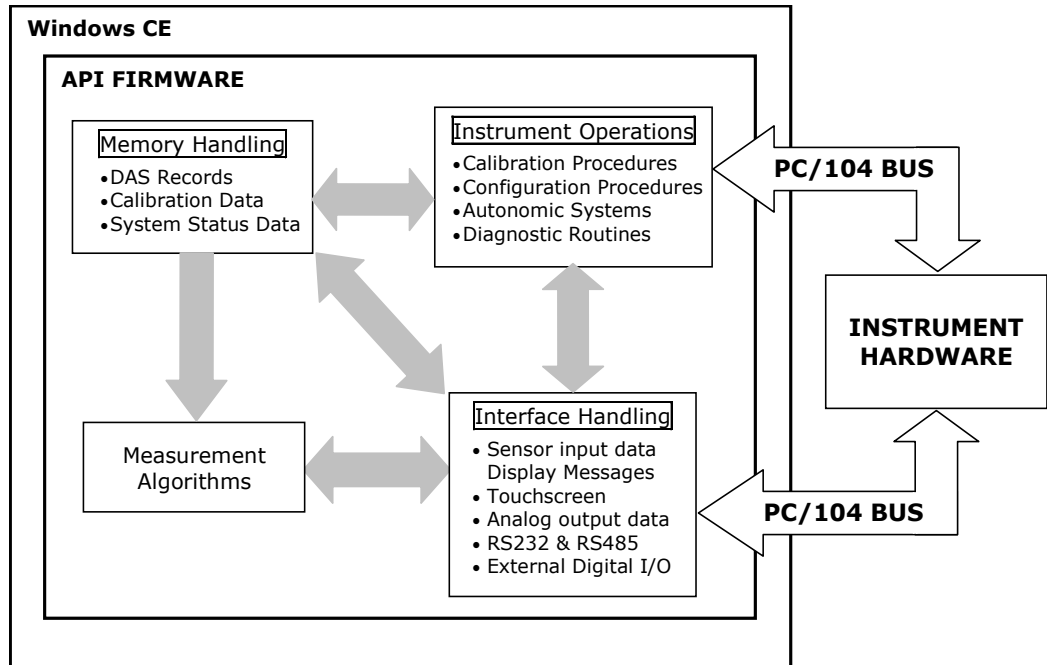 Windows CE
API FIRMWARE
Memory Handling
•DAS Records
•Calibration Data
•System Status Data
Instrument Operations
•Calibration Procedures
•Configuration Procedures
•Autonomic Systems
•Diagnostic Routines
PC/104 BUS
INSTRUMENT
HARDWARE
Measurement
Algorithms
Interface Handling
• Sensor input data
Display Messages
• Touchscreen
• Analog output data
• RS232 & RS485
• External Digital I/O
PC/104 BUS